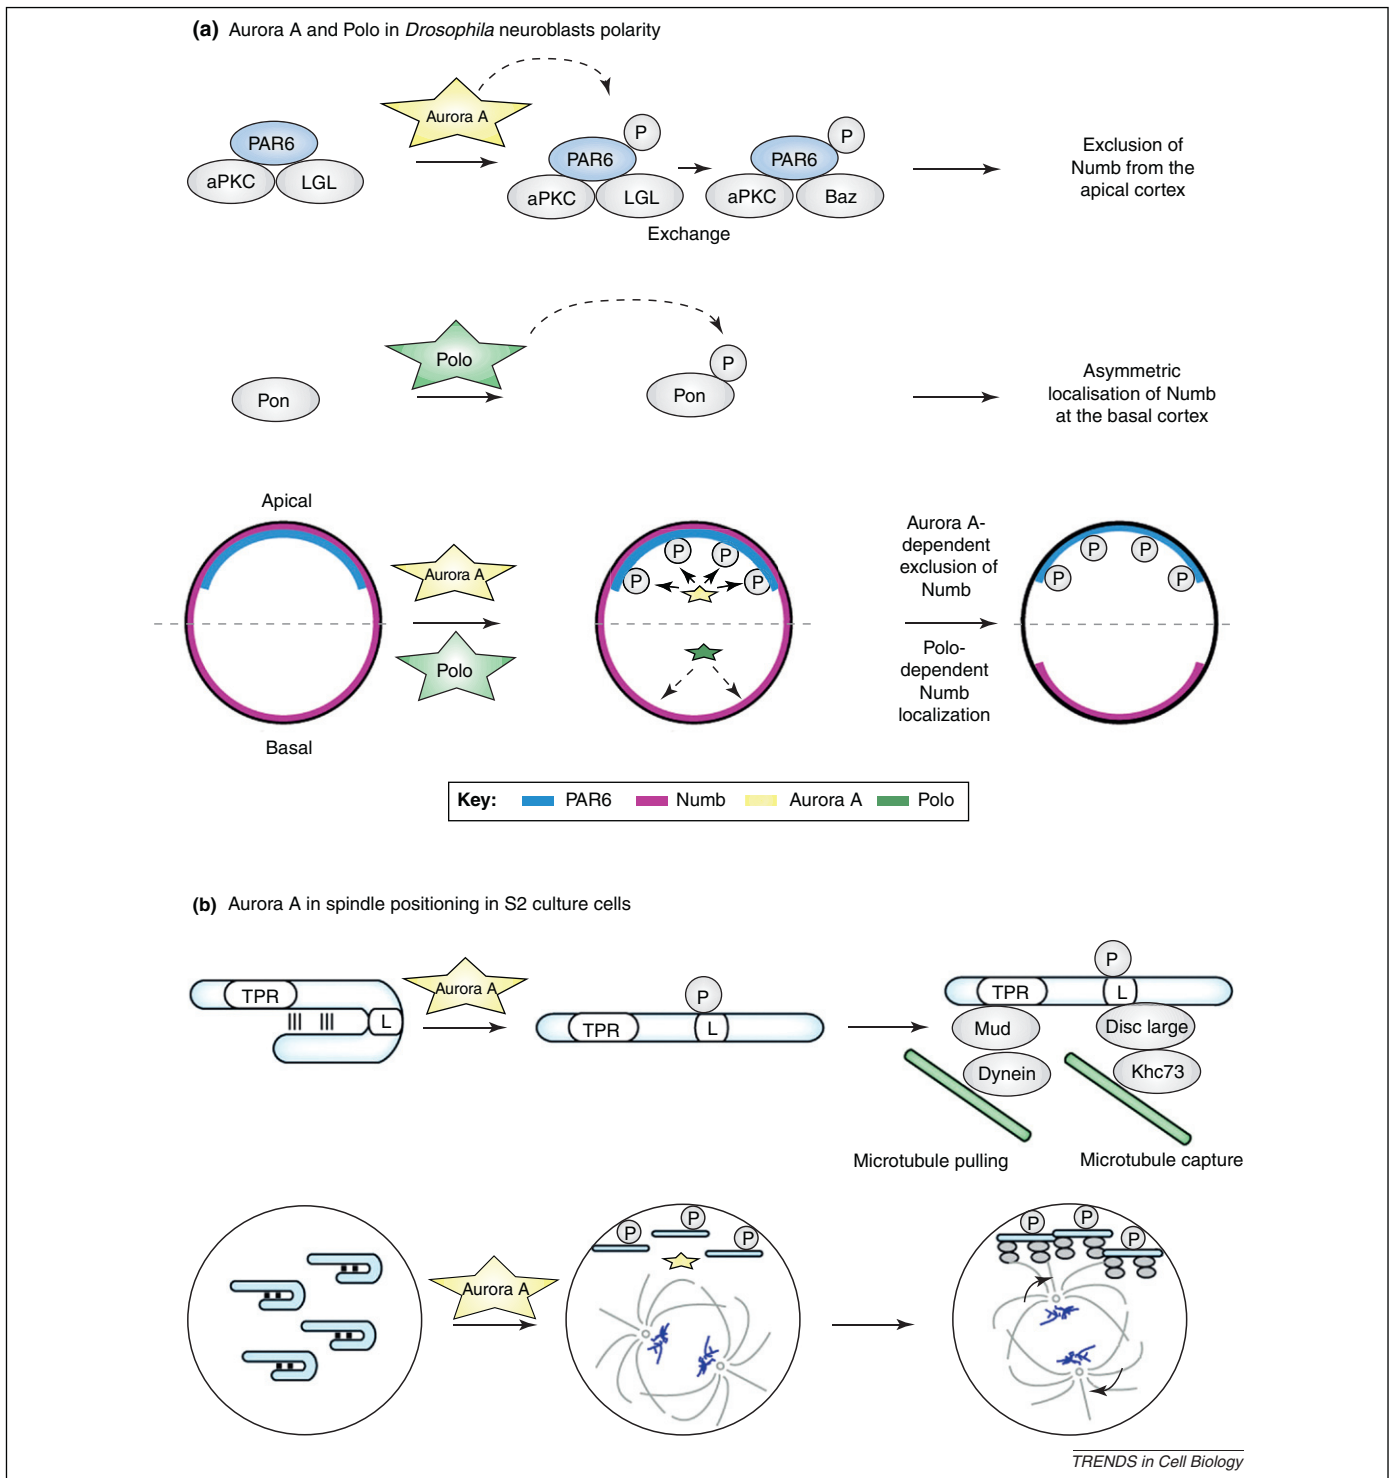 (a) Aurora A and Polo in Drosophila neuroblasts polarity
Aurora A
PAR6
aPKC
LGL
P
PAR6
aPKC
LGL
Exchange
P
PAR6
aPKC
Baz
Exclusion of
Numb from the
apical cortex
Polo
Pon
P
Pon
Asymmetric
localisation of Numb
at the basal cortex
Apical
Basal
Aurora A
Polo
P
P
P
P
Aurora A-
dependent
exclusion of
Numb
Polo-
dependent
Numb
localization
P
P
P
P
Key: PAR6 Numb Aurora A Polo
(b) Aurora A in spindle positioning in S2 culture cells
TPR
L
Aurora A
P
TPR
L
P
TPR
L
Mud
Disc large
Dynein
Khc73
Microtubule pulling
Microtubule capture
Aurora A
P
P
P
P
P
P
TRENDS in Cell Biology